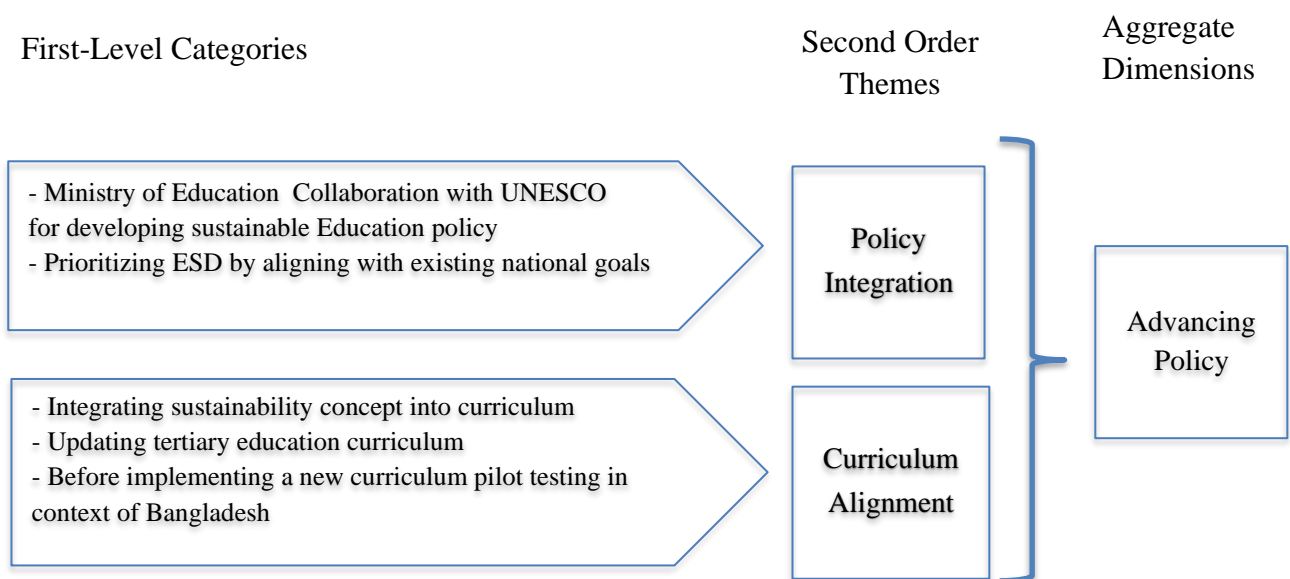 First-Level Categories
Second Order
Themes
Aggregate
Dimensions
- Ministry of Education Collaboration with UNESCO
for developing sustainable Education policy
- Prioritizing ESD by aligning with existing national goals
Policy
Integration
- Integrating sustainability concept into curriculum
- Updating tertiary education curriculum
- Before implementing a new curriculum pilot testing in
context of Bangladesh
Curriculum
Alignment
Advancing
Policy